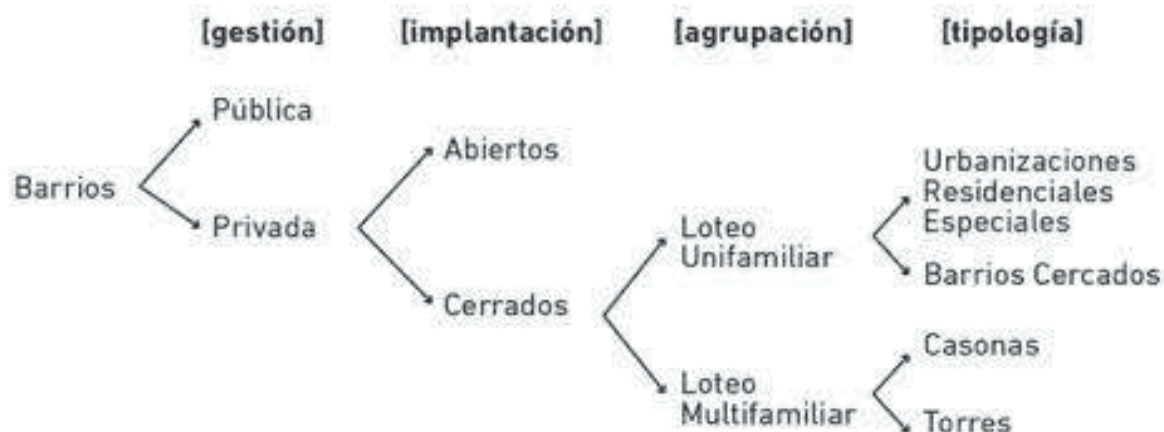 [gestión] [implantación] [agrupación] [tipología]
Pública
Abiertos
Urbanizaciones
Residenciales
Especiales
Barrios
Privada
Loteo
Unifamiliar
Barrios Cercados
Cerrados
Casonas
Loteo
Multifamiliar
Torres